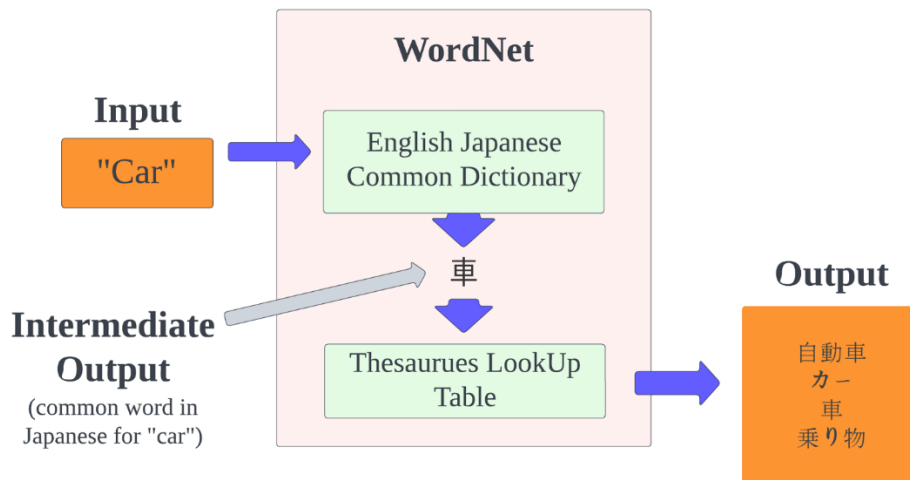 WordNet
Input
"Car"
English Japanese
Common Dictionary
車
Intermediate
Output
(common word in
Japanese for "car")
Thesaurues LookUp
Table
Output
自動車
カー
車
乗り物